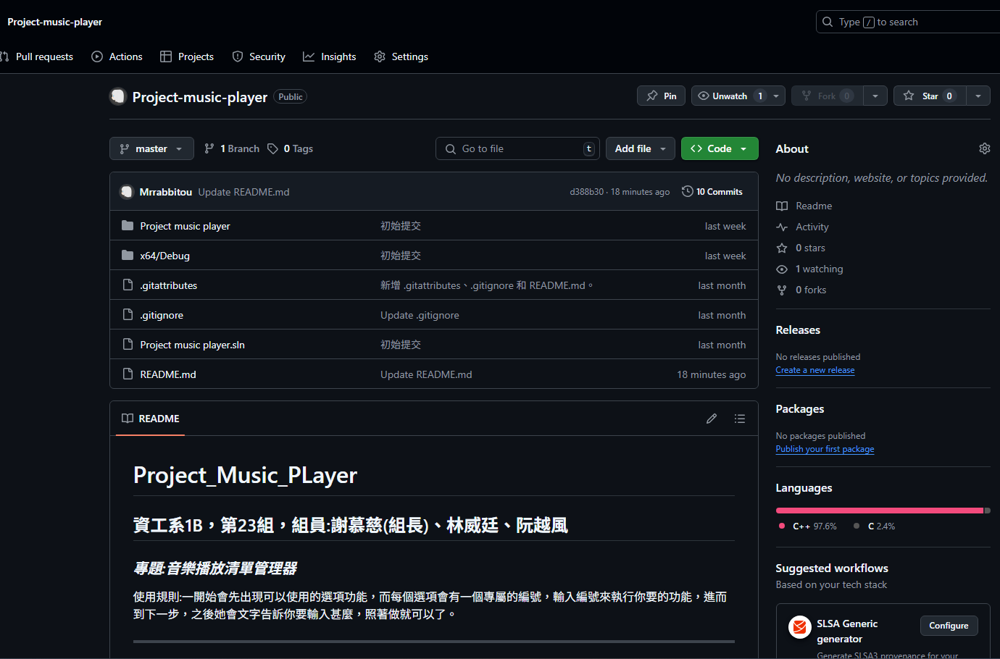 Project-music-player
Type / to search
Pull requests
Actions
Projects
Security
Insights
Settings
Project-music-player
Public
Pin
Unwatch 1
Fork 0
Star 0
master
1 Branch
0 Tags
Go to file
t
Add file
Code
Mrrabbitou Update README.md
d388b30 · 18 minutes ago
10 Commits
Project music player 初始提交 last week
x64/Debug 初始提交 last week
.gitattributes 新增 .gitattributes、.gitignore 和 README.md。 last month
.gitignore Update .gitignore last month
Project music player.sln 初始提交 last month
README.md Update README.md 18 minutes ago
README
Project_Music_PLayer
資工系1B，第23組，組員:謝慕慈(組長)、林威廷、阮越風
專題:音樂播放清單管理器
使用規則:一開始會先出現可以使用的選項功能，而每個選項會有一個專屬的編號，輸入編號來執行你要的功能，進而
到下一步，之後她會文字告訴你要輸入甚麼，照著做就可以了。
About
No description, website, or topics provided.
Readme
Activity
0 stars
1 watching
0 forks
Releases
No releases published
Create a new release
Packages
No packages published
Publish your first package
Languages
C++ 97.6%
C 2.4%
Suggested workflows
Based on your tech stack
SLSA Generic
generator
Configure
Generate SLSA3 provenance for your